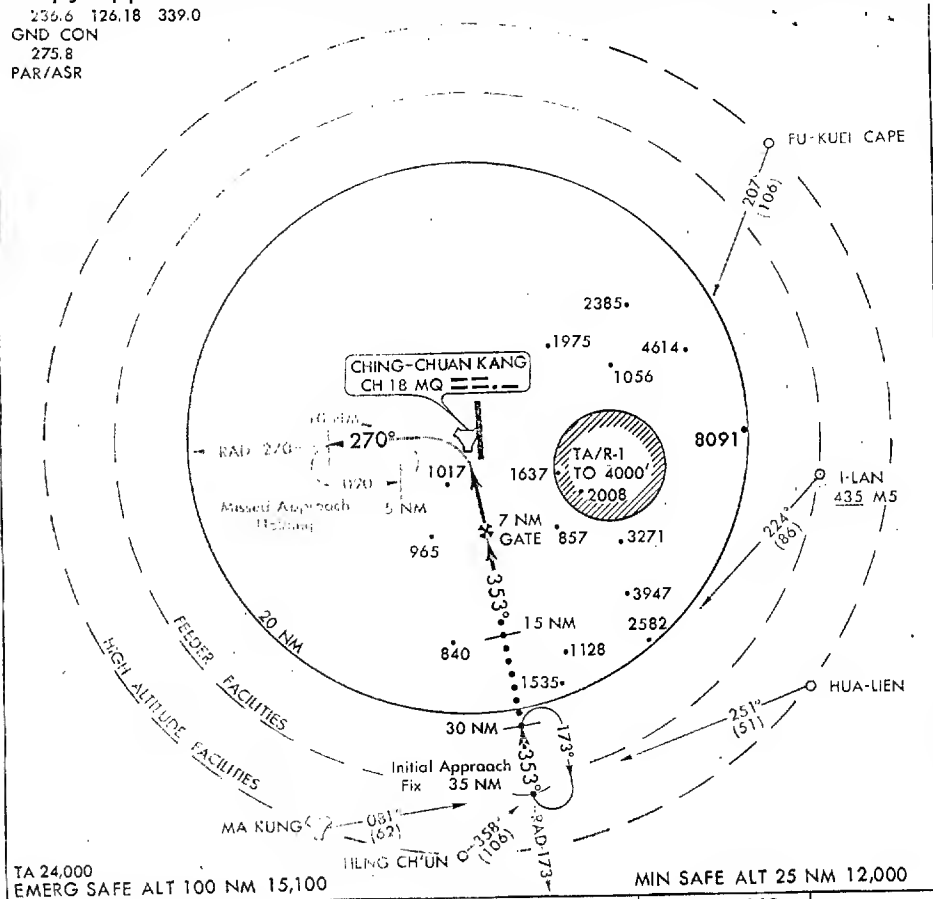 236.6 126.18 339.0
GND CON
275.8
PAR/ASR
FU-KUEI CAPE
207°
(106)
2385
1975
4614
1056
CHING-CHUAN KANG
CH 18 MQ
8091
RAD 270
270°
090
1017
Missed Approach
5 NM
1637
TA/R-1
TO 4000'
2008
I-LAN
435 M5
224°
(86)
7 NM
GATE
857
3271
965
353°
3947
2582
15 NM
840
1128
1535
20 NM
FEEDER FACILITIES
HIGH ALTITUDE FACILITIES
HUA-LIEN
251°
(51)
30 NM
173°
Initial Approach
Fix 35 NM
353°
MA KUNG
081°
(62)
HENG CH'UN
358°
(106)
RAD-173
TA 24,000
EMERG SAFE ALT 100 NM 15,100
MIN SAFE ALT 25 NM 12,000